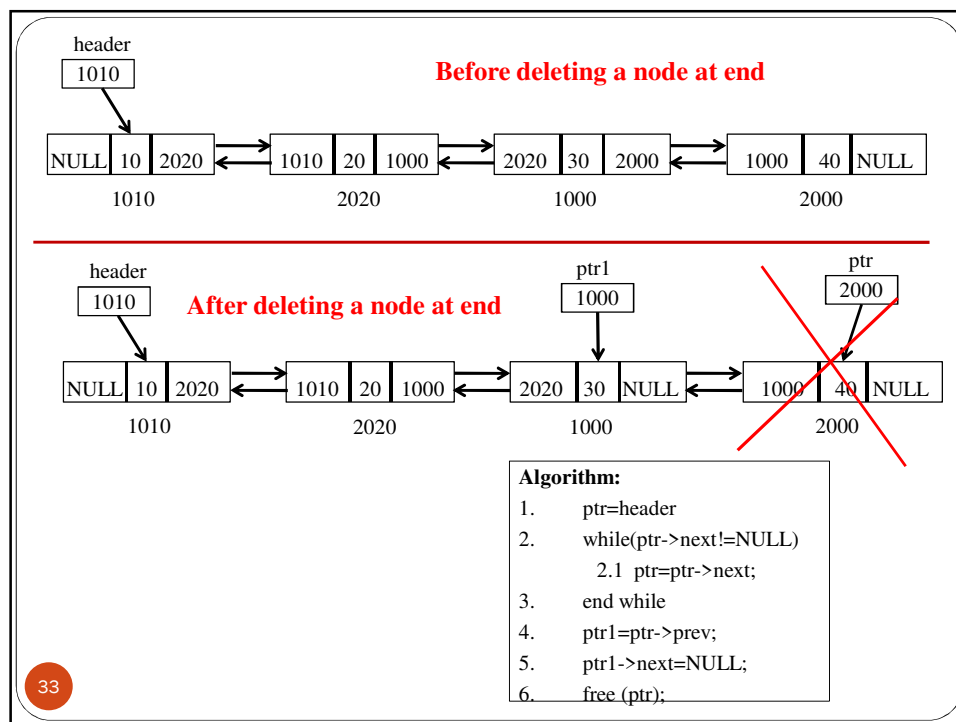 header
1010
Before deleting a node at end
NULL 10 2020 1010 20 1000 2020 30 2000 1000 40 NULL
1010 2020 1000 2000
header ptr1 ptr
1010 1000 2000
After deleting a node at end
NULL 10 2020 1010 20 1000 2020 30 NULL 1000 40 NULL
1010 2020 1000 2000
Algorithm:
1. ptr=header
2. while(ptr->next!=NULL)
2.1 ptr=ptr->next;
3. end while
4. ptr1=ptr->prev;
5. ptr1->next=NULL;
6. free (ptr);
33